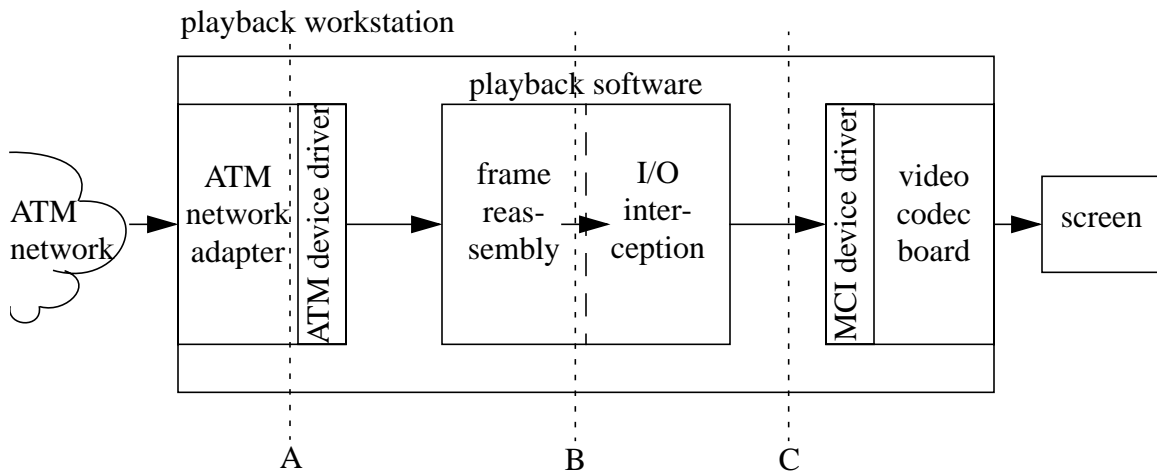 playback workstation
playback software
ATM
network
ATM
network
adapter
ATM device driver
frame
reas-
sembly
I/O
inter-
ception
MCI device driver
video
codec
board
screen
A
B
C